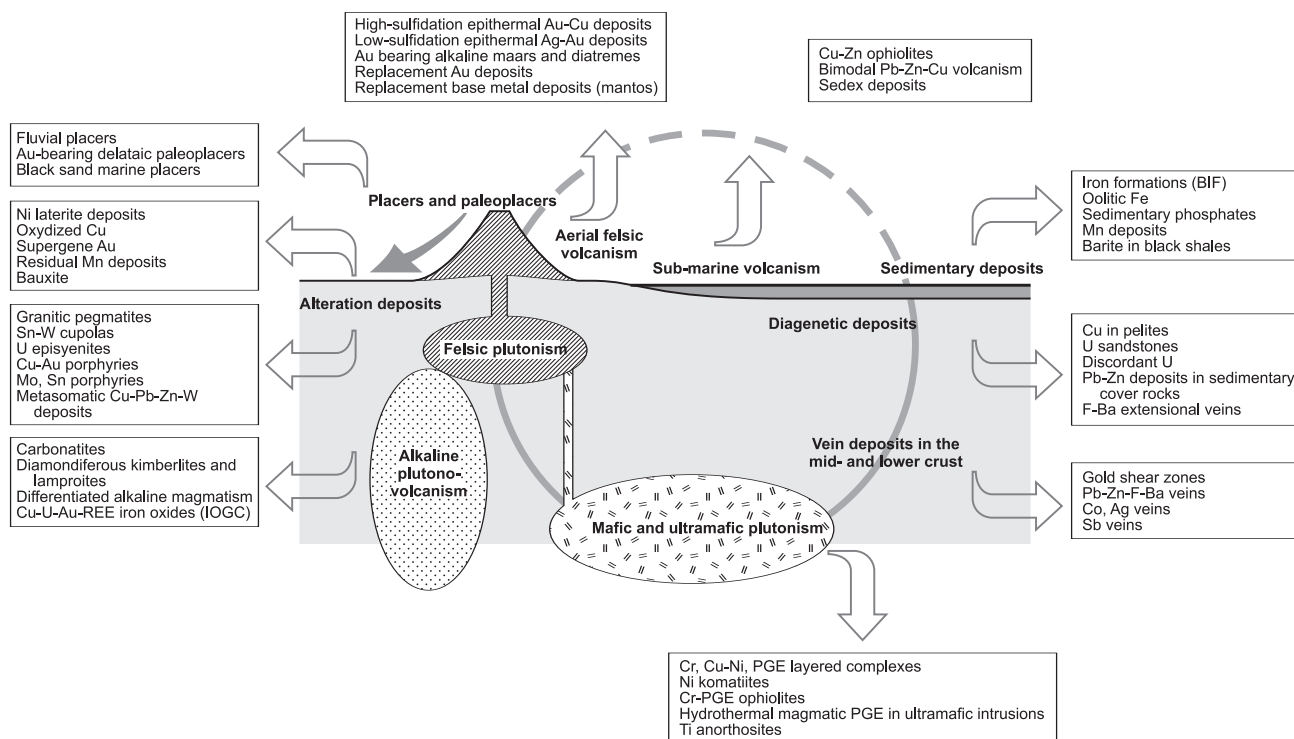 High-sulfidation epithermal Au-Cu deposits
Low-sulfidation epithermal Ag-Au deposits
Au bearing alkaline maars and diatremes
Replacement Au deposits
Replacement base metal deposits (mantos)
Cu-Zn ophiolites
Bimodal Pb-Zn-Cu volcanism
Sedex deposits
Fluvial placers
Au-bearing delataic paleoplacers
Black sand marine placers
Iron formations (BIF)
Oolitic Fe
Sedimentary phosphates
Mn deposits
Barite in black shales
Placers and paleoplacers
Ni laterite deposits
Oxydized Cu
Supergene Au
Residual Mn deposits
Bauxite
Aerial felsic
volcanism
Sub-marine volcanism
Sedimentary deposits
Alteration deposits
Diagenetic deposits
Granitic pegmatites
Sn-W cupolas
U episyenites
Cu-Au porphyries
Mo, Sn porphyries
Metasomatic Cu-Pb-Zn-W
deposits
Felsic plutonism
Cu in pelites
U sandstones
Discordant U
Pb-Zn deposits in sedimentary
cover rocks
F-Ba extensional veins
Carbonatites
Diamondiferous kimberlites and
lamproites
Differentiated alkaline magmatism
Cu-U-Au-REE iron oxides (IOGC)
Alkaline
plutono-
volcanism
Vein deposits in the
mid- and lower crust
Gold shear zones
Pb-Zn-F-Ba veins
Co, Ag veins
Sb veins
Mafic and ultramafic plutonism
Cr, Cu-Ni, PGE layered complexes
Ni komatiites
Cr-PGE ophiolites
Hydrothermal magmatic PGE in ultramafic intrusions
Ti anorthosites